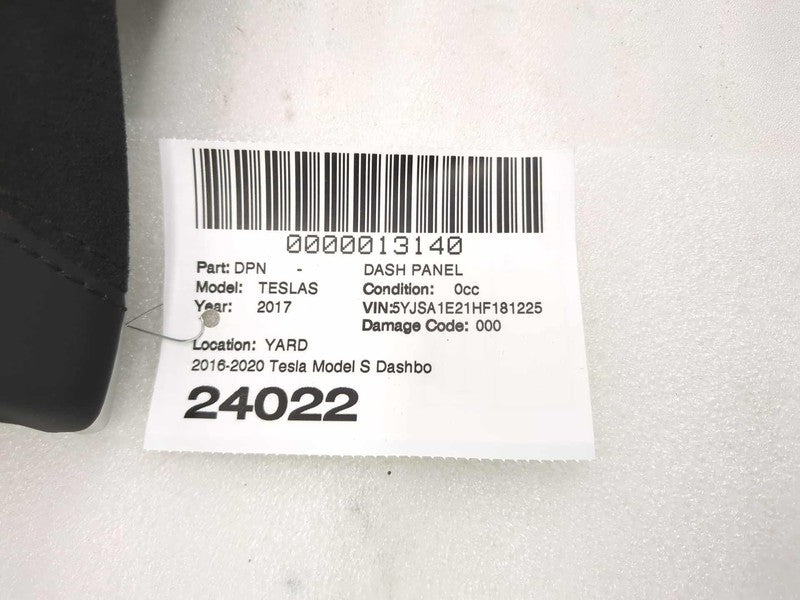 0000013140
Part: DPN - DASH PANEL
Model: TESLAS Condition: 0cc
Year: 2017 VIN:5YJSA1E21HF181225
Damage Code: 000
Location: YARD
2016-2020 Tesla Model S Dashbo
24022